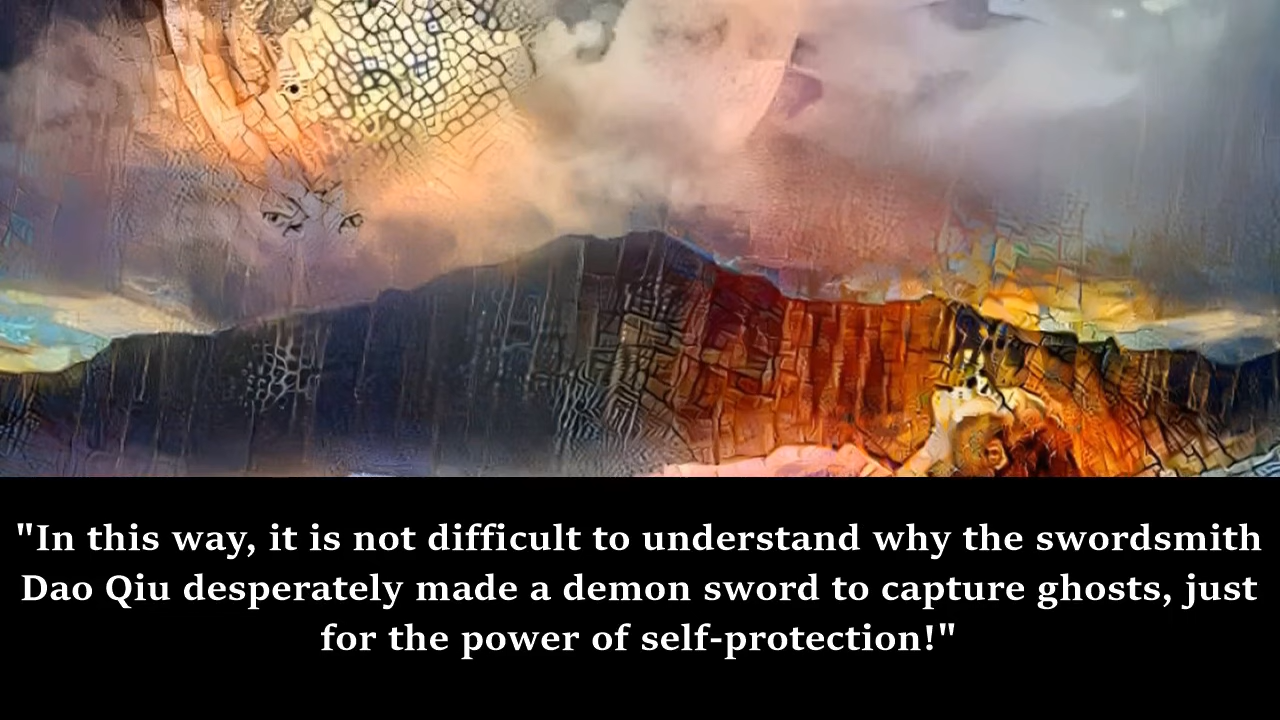 "In this way, it is not difficult to understand why the swordsmith
Dao Qiu desperately made a demon sword to capture ghosts, just
for the power of self-protection!"